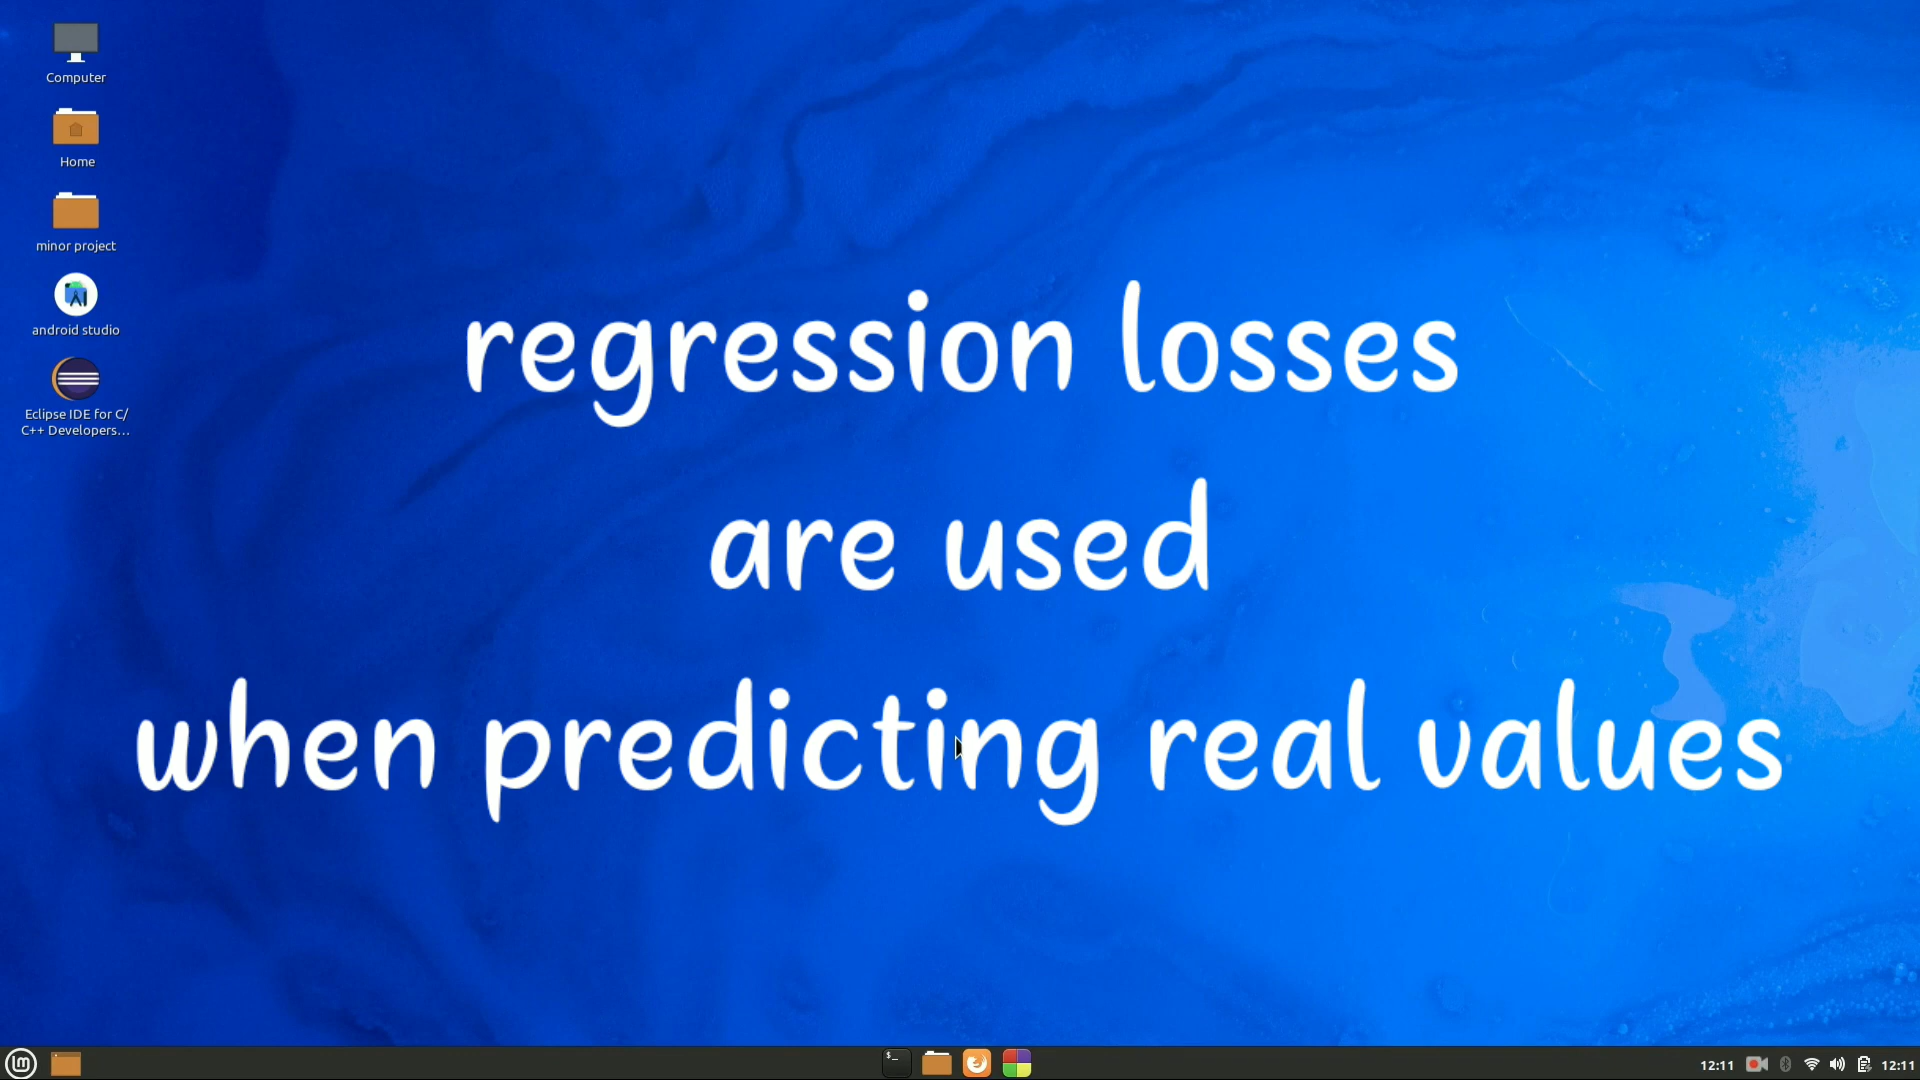 Computer
Home
minor project
android studio
Eclipse IDE for C/
C++ Developers...
regression losses
are used
when predicting real values
$_
12:11
12:11